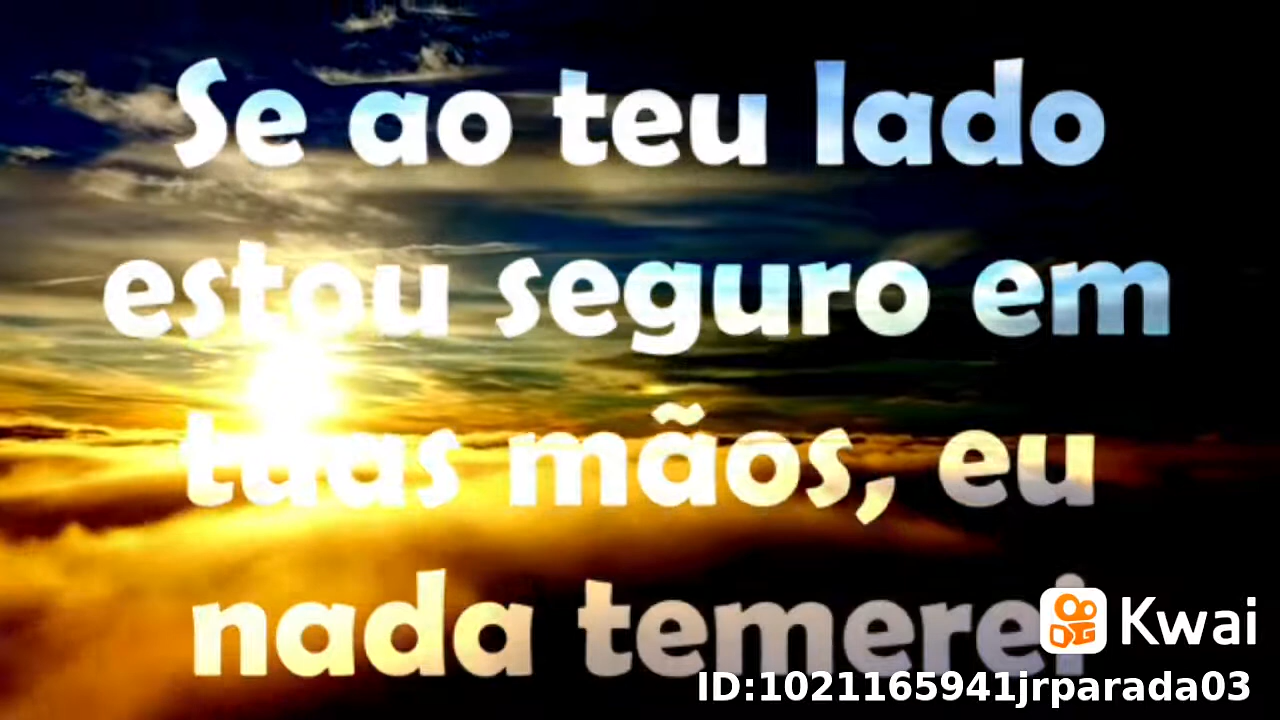 Se ao teu lado
estou seguro em
tuas mãos, eu
nada temerei
Kwai
ID:1021165941jrparada03